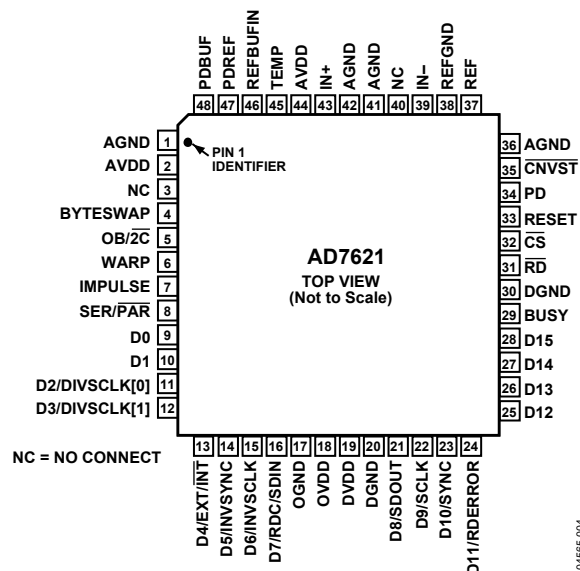 PDBUF
PDREF
REFBUFIN
TEMP
AVDD
IN+
AGND
AGND
NC
IN–
REFGND
REF
48 47 46 45 44 43 42 41 40 39 38 37
AGND 1
AVDD 2
NC 3
BYTESWAP 4
OB/2̅C̅ 5
WARP 6
IMPULSE 7
SER/P̅A̅R̅ 8
D0 9
D1 10
D2/DIVSCLK[0] 11
D3/DIVSCLK[1] 12
PIN 1
IDENTIFIER
AD7621
TOP VIEW
(Not to Scale)
36 AGND
35 C̅N̅V̅S̅T̅
34 PD
33 RESET
32 C̅S̅
31 R̅D̅
30 DGND
29 BUSY
28 D15
27 D14
26 D13
25 D12
13 14 15 16 17 18 19 20 21 22 23 24
D4/EXT/I̅N̅T̅
D5/INVSYNC
D6/INVSCLK
D7/RDC/SDIN
OGND
OVDD
DVDD
DGND
D8/SDOUT
D9/SCLK
D10/SYNC
D11/RDERROR
NC = NO CONNECT
04565-004